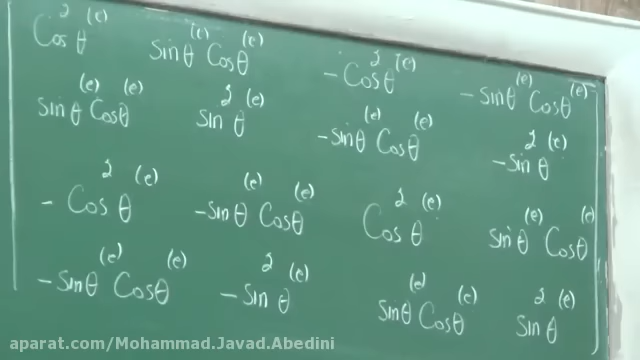 Cos²θ^(e) sinθ^(e) Cosθ^(e) -Cos²θ^(e) -sinθ^(e) Cosθ^(e)
sinθ^(e) Cosθ^(e) sin²θ^(e) -sinθ^(e) Cosθ^(e) -sin²θ^(e)
-Cos²θ^(e) -sinθ^(e) Cosθ^(e) Cos²θ^(e) sinθ^(e) Cosθ^(e)
-sinθ^(e) Cosθ^(e) -sin²θ^(e) sinθ^(e) Cosθ^(e) sin²θ^(e)
aparat.com/Mohammad.Javad.Abedini